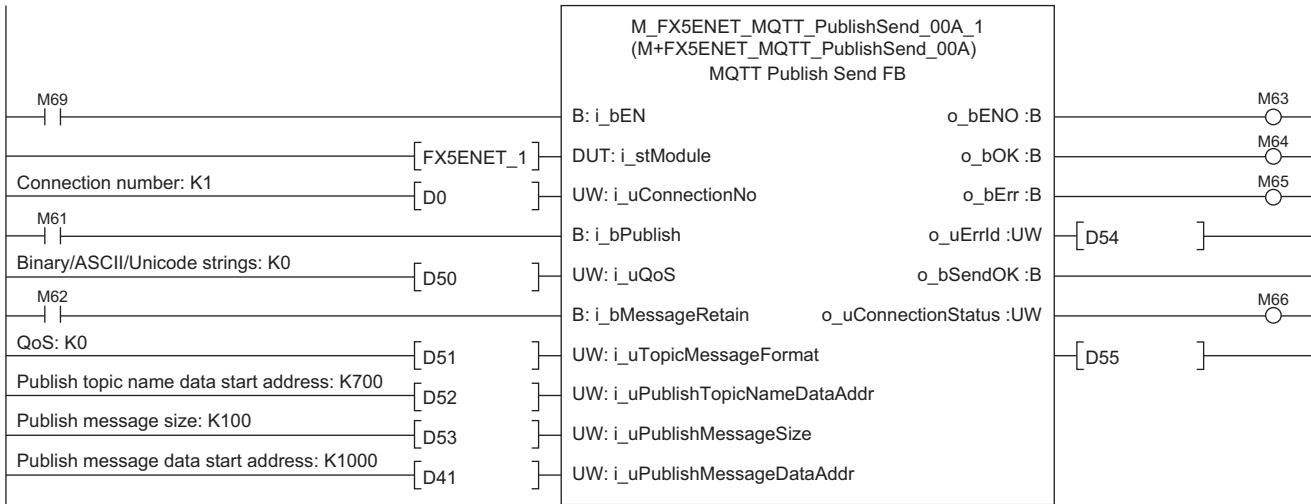 M_FX5ENET_MQTT_PublishSend_00A_1
(M+FX5ENET_MQTT_PublishSend_00A)
MQTT Publish Send FB
M69 B: i_bEN o_bENO :B M63
FX5ENET_1 DUT: i_stModule o_bOK :B M64
Connection number: K1 D0 UW: i_uConnectionNo o_bErr :B M65
M61 B: i_bPublish o_uErrId :UW D54
Binary/ASCII/Unicode strings: K0 D50 UW: i_uQoS o_bSendOK :B
M62 B: i_bMessageRetain o_uConnectionStatus :UW M66
QoS: K0 D51 UW: i_uTopicMessageFormat D55
Publish topic name data start address: K700 D52 UW: i_uPublishTopicNameDataAddr
Publish message size: K100 D53 UW: i_uPublishMessageSize
Publish message data start address: K1000 D41 UW: i_uPublishMessageDataAddr